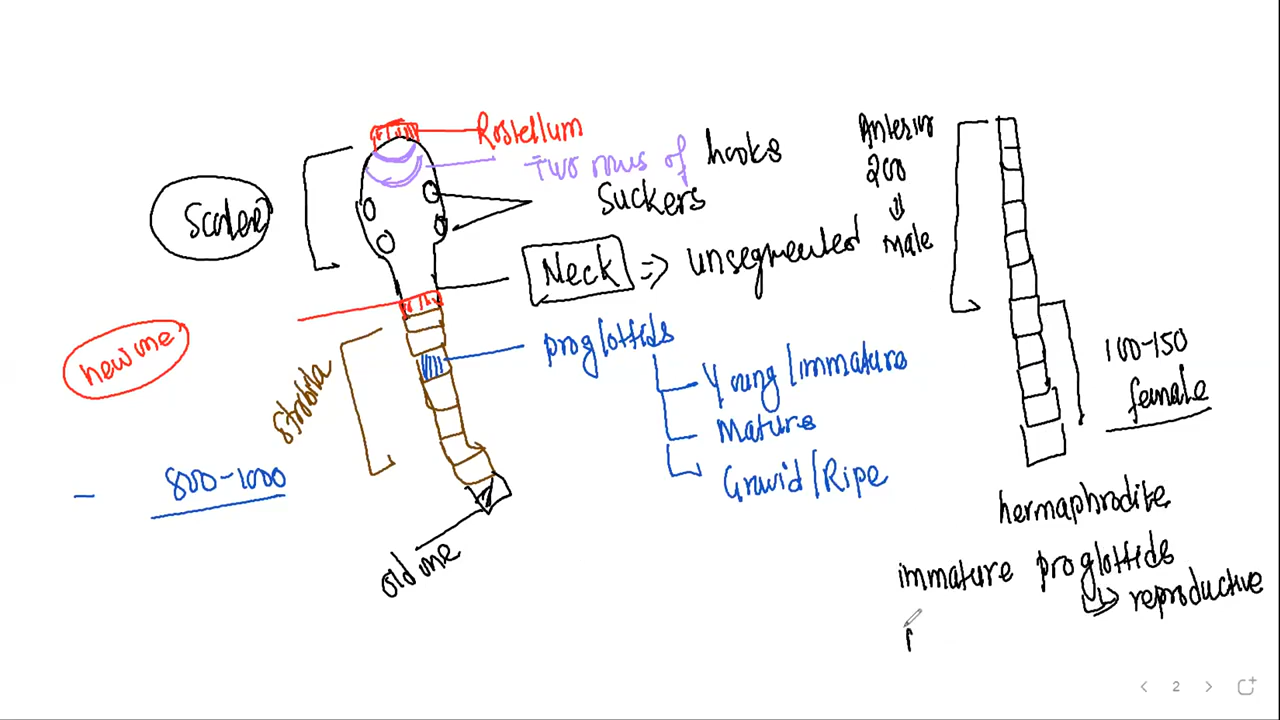 Rostellum
Two rows of hooks
Suckers
Scolex
Neck => unsegmented
new one
proglottids
Young/immature
Mature
Gravid/Ripe
Strobila
800-1000
old one
Anterior
200
male
100-150
female
hermaphrodite
immature proglottids
reproductive
2